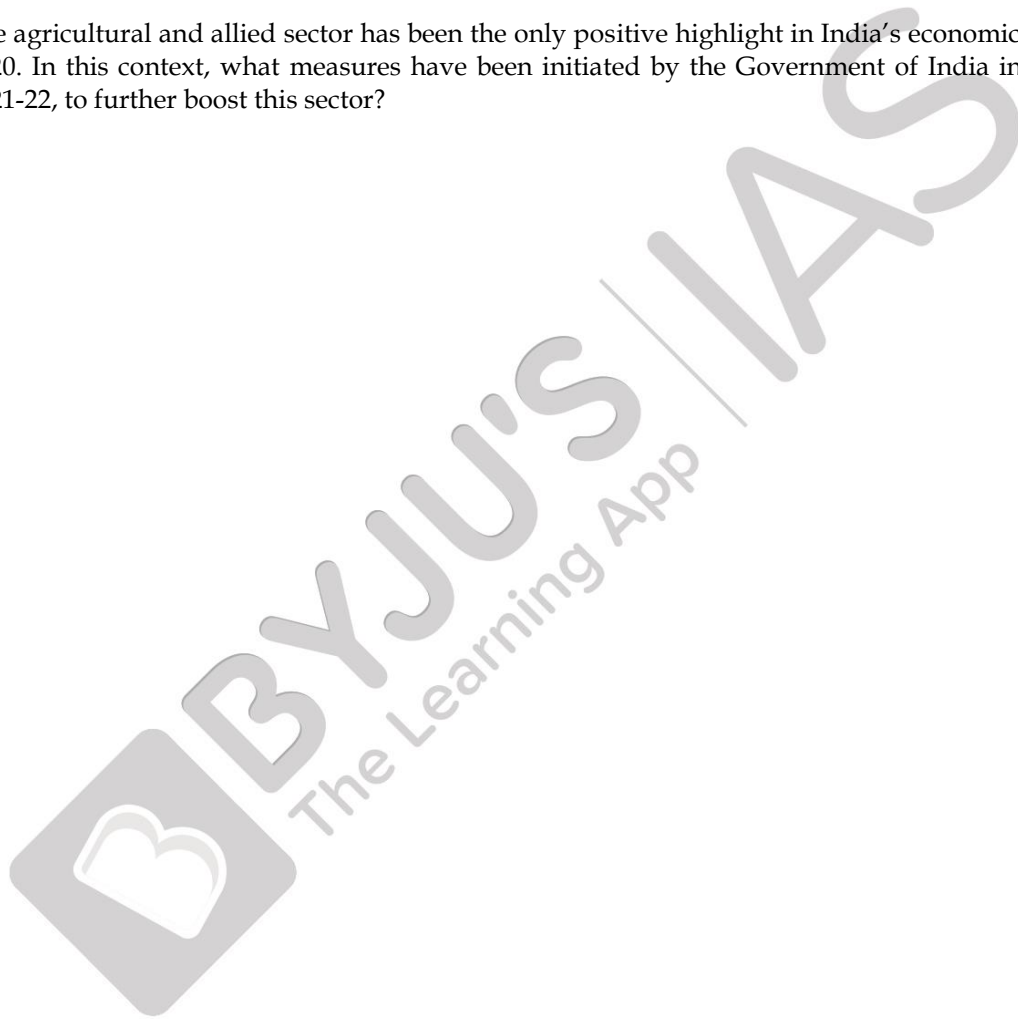 e agricultural and allied sector has been the only positive highlight in India’s economic
20. In this context, what measures have been initiated by the Government of India in
21-22, to further boost this sector?
BYJU'S IAS
The Learning App